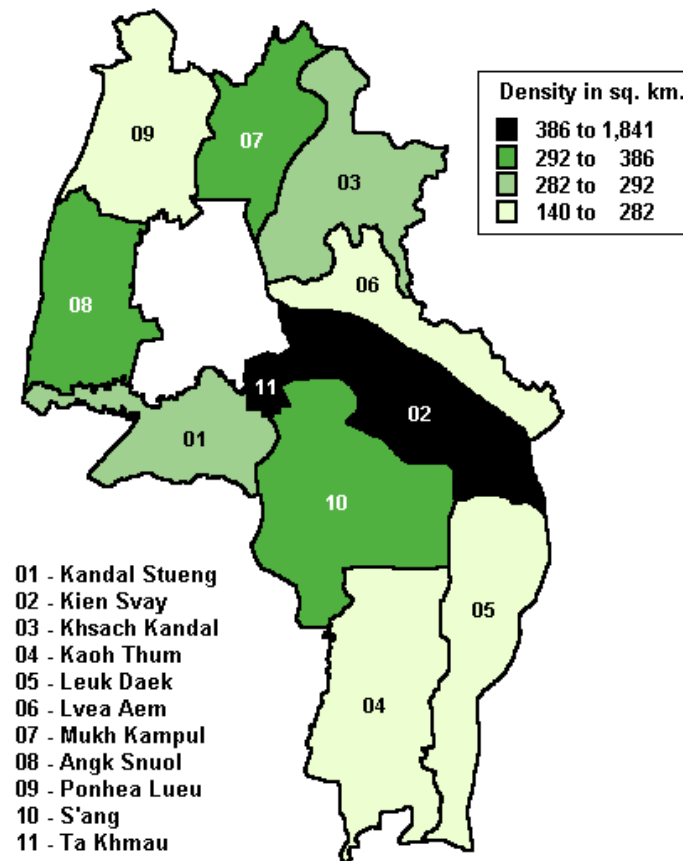 09
07
03
Density in sq. km.
386 to 1,841
292 to 386
282 to 292
140 to 282
06
08
11
02
01
10
05
04
01 - Kandal Stueng
02 - Kien Svay
03 - Khsach Kandal
04 - Kaoh Thum
05 - Leuk Daek
06 - Lvea Aem
07 - Mukh Kampul
08 - Angk Snuol
09 - Ponhea Lueu
10 - S'ang
11 - Ta Khmau